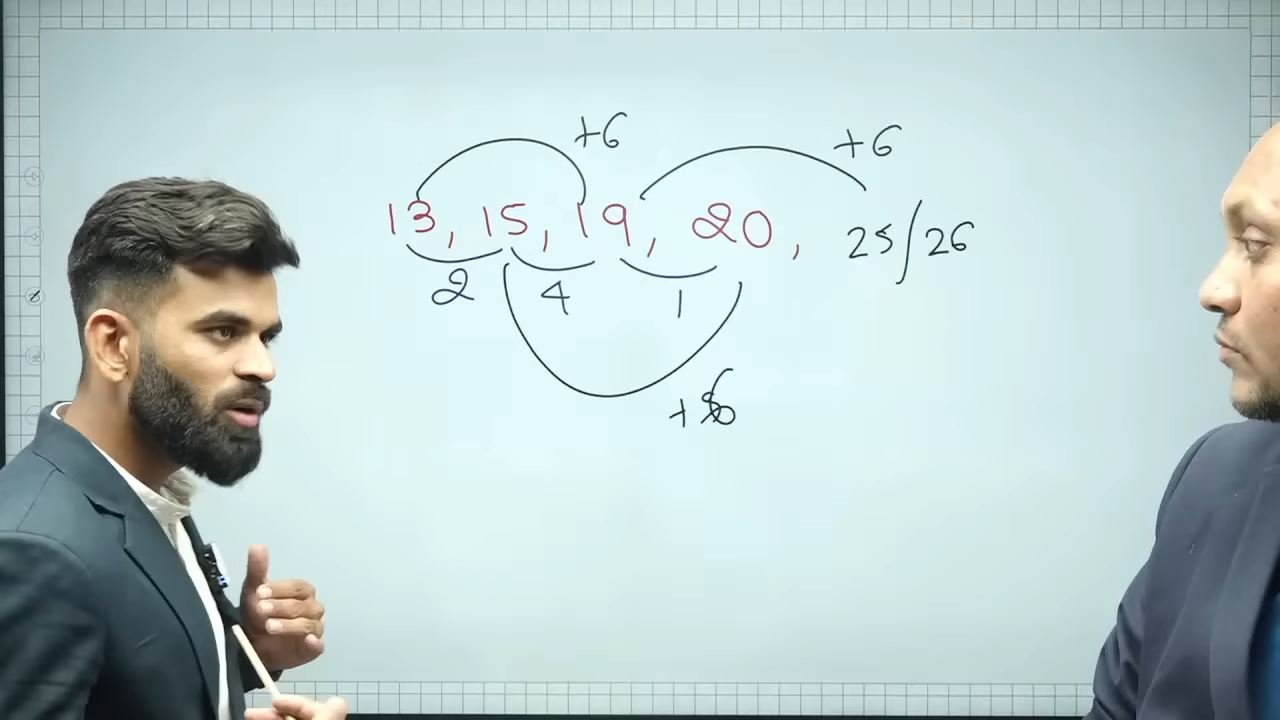 +6 +6
13, 15, 19, 20, 25/26
2 4 1
+6